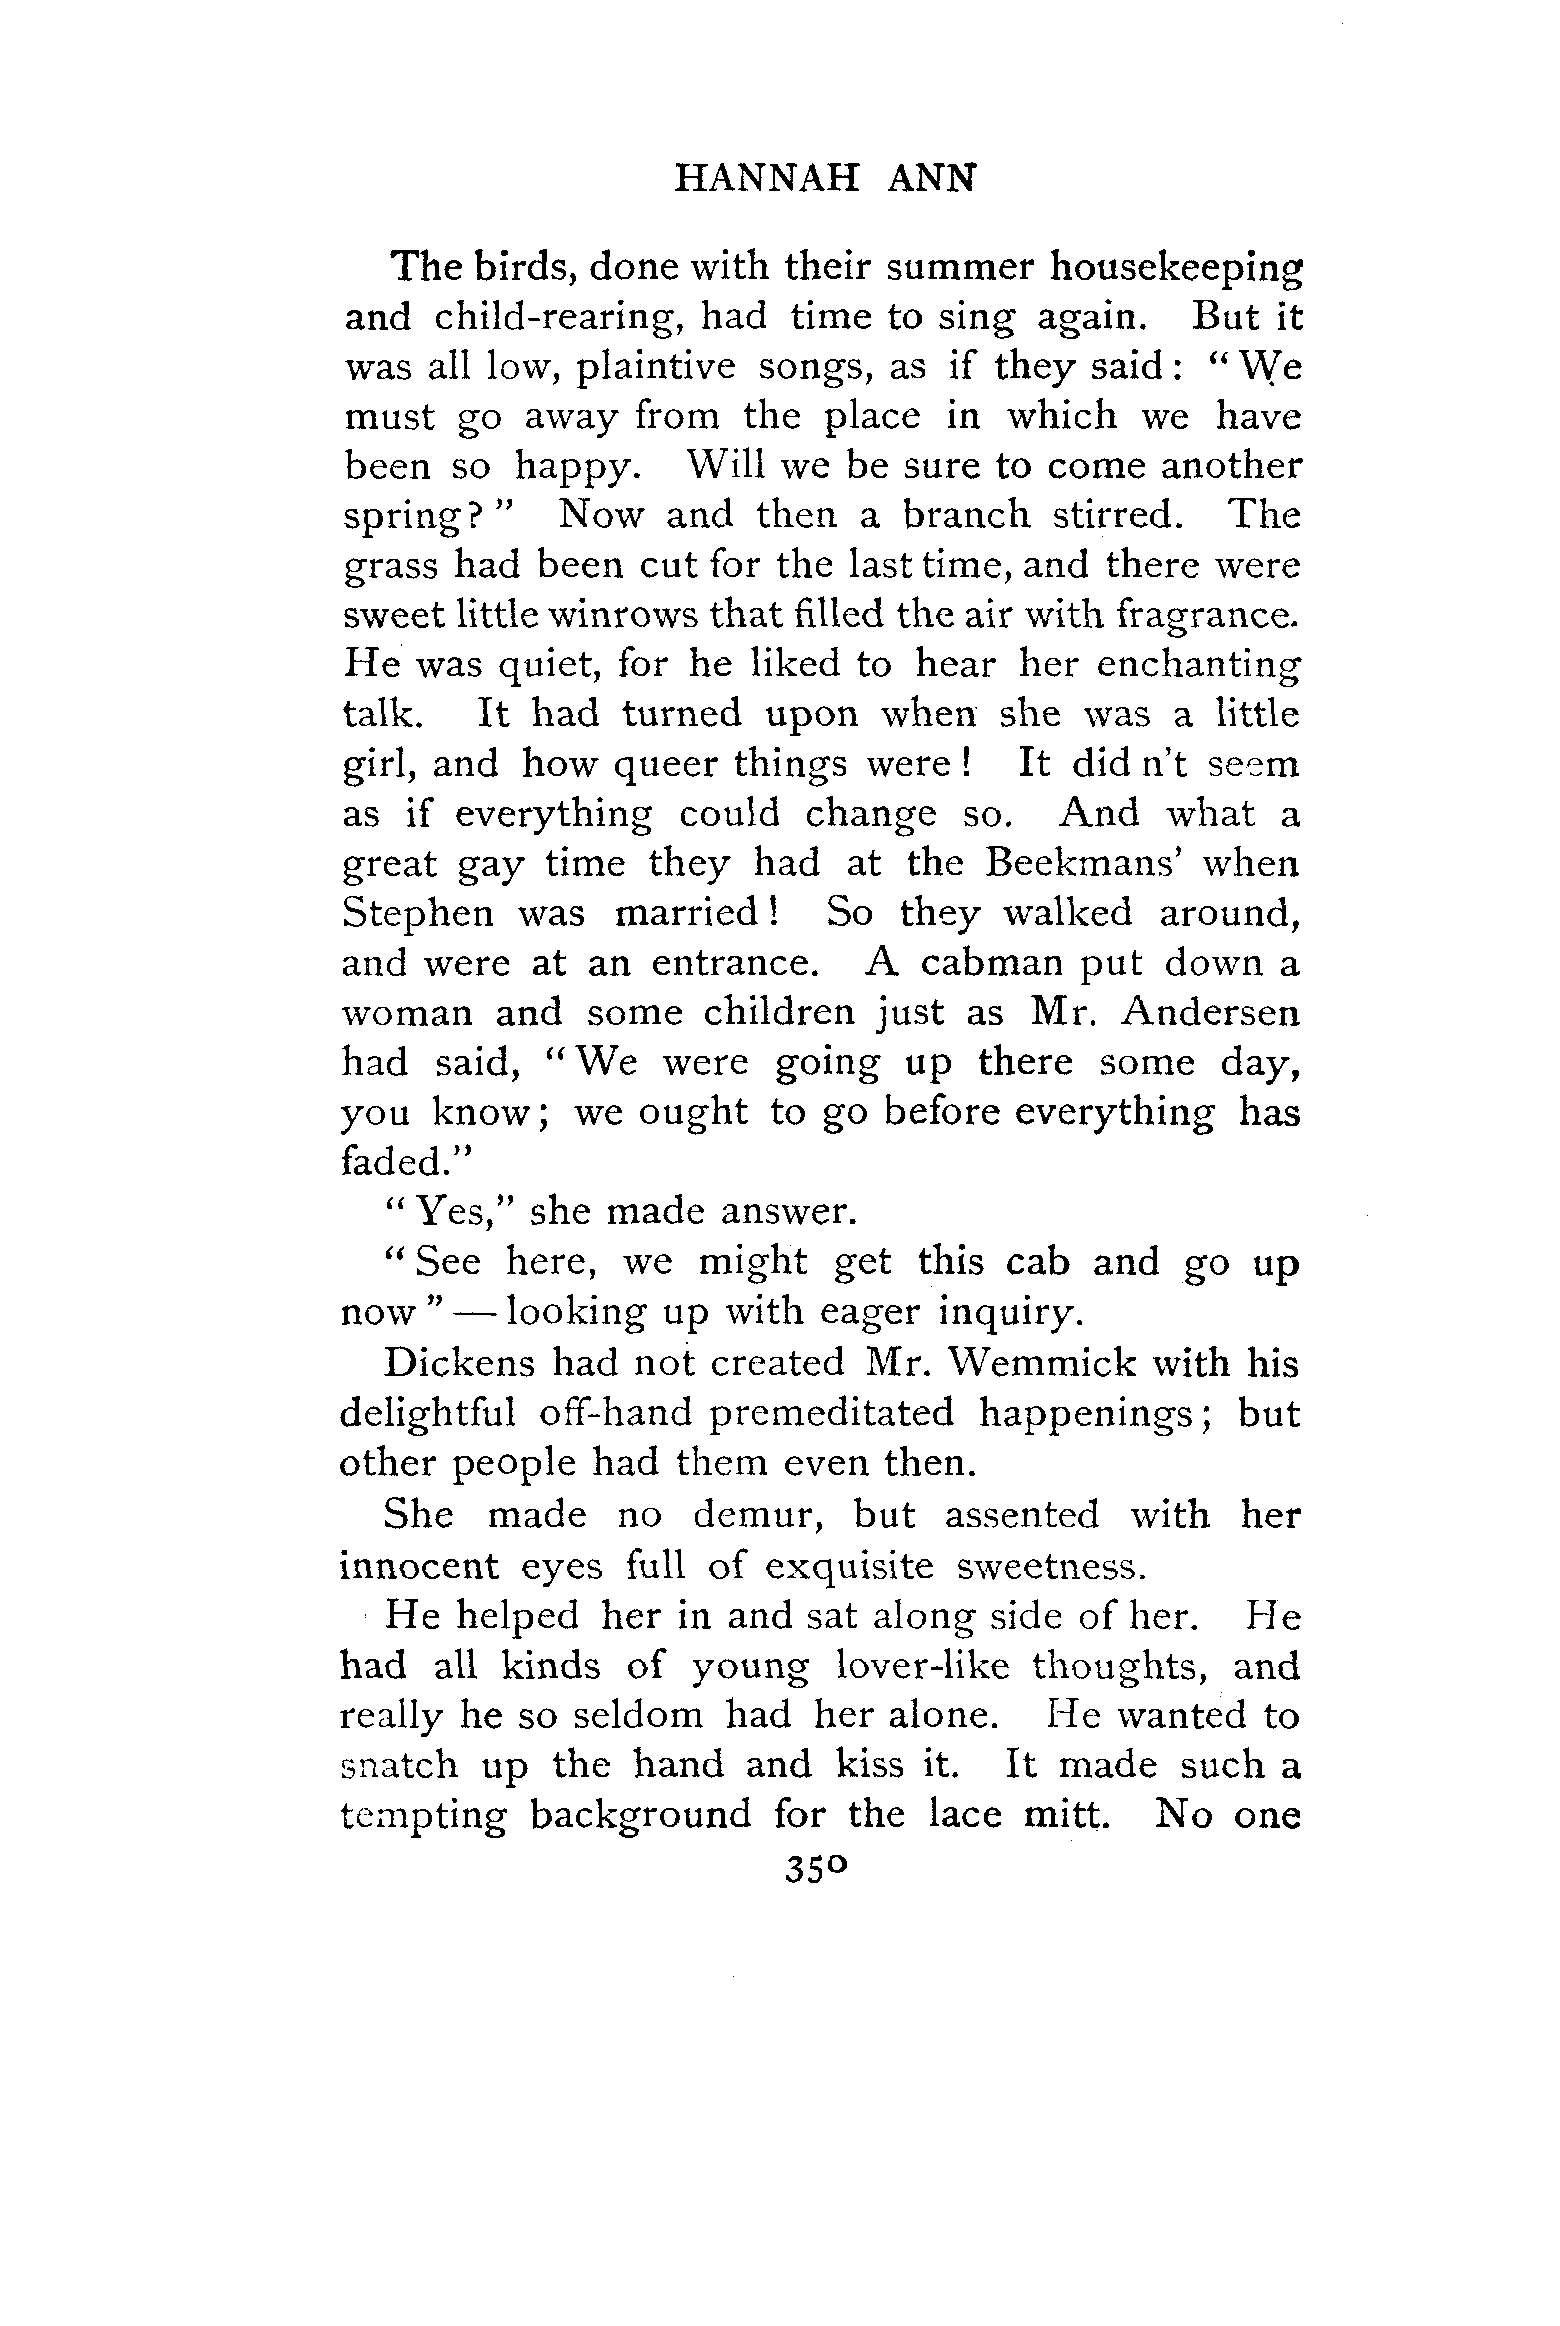 HANNAH ANN
The birds, done with their summer housekeeping
and child-rearing, had time to sing again. But it
was all low, plaintive songs, as if they said: “We
must go away from the place in which we have
been so happy. Will we be sure to come another
spring?” Now and then a branch stirred. The
grass had been cut for the last time, and there were
sweet little winrows that filled the air with fragrance.
He was quiet, for he liked to hear her enchanting
talk. It had turned upon when she was a little
girl, and how queer things were! It did n't seem
as if everything could change so. And what a
great gay time they had at the Beekmans' when
Stephen was married! So they walked around,
and were at an entrance. A cabman put down a
woman and some children just as Mr. Andersen
had said, “We were going up there some day,
you know; we ought to go before everything has
faded.”
“Yes,” she made answer.
“See here, we might get this cab and go up
now” — looking up with eager inquiry.
Dickens had not created Mr. Wemmick with his
delightful off-hand premeditated happenings; but
other people had them even then.
She made no demur, but assented with her
innocent eyes full of exquisite sweetness.
He helped her in and sat along side of her. He
had all kinds of young lover-like thoughts, and
really he so seldom had her alone. He wanted to
snatch up the hand and kiss it. It made such a
tempting background for the lace mitt. No one
350